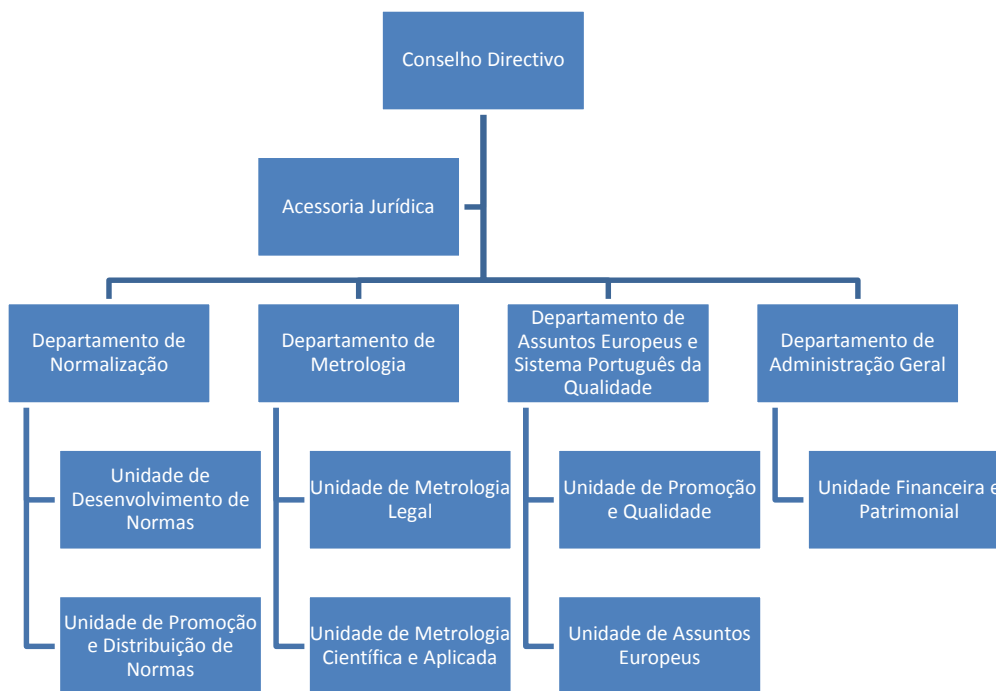 Conselho Directivo
Acessoria Jurídica
Departamento de
Normalização
Departamento de
Metrologia
Departamento de
Assuntos Europeus e
Sistema Português da
Qualidade
Departamento de
Administração Geral
Unidade de
Desenvolvimento de
Normas
Unidade de Metrologia
Legal
Unidade de Promoção
e Qualidade
Unidade Financeira e
Patrimonial
Unidade de Promoção
e Distribuição de
Normas
Unidade de Metrologia
Científica e Aplicada
Unidade de Assuntos
Europeus